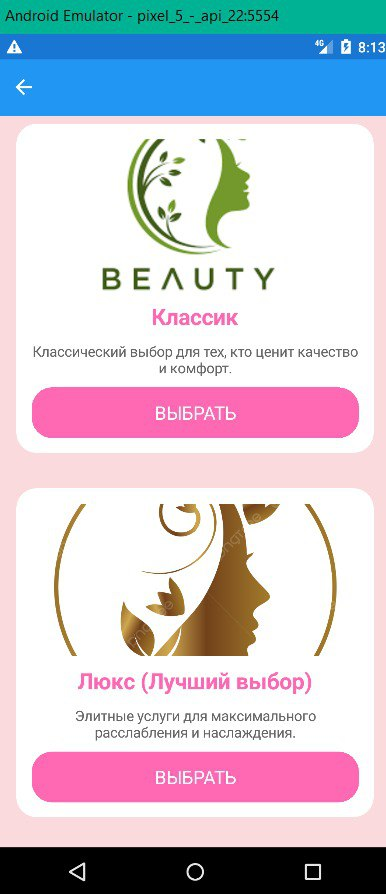 Android Emulator - pixel_5_-_api_22:5554
4G
8:13
BEAUTY
Классик
Классический выбор для тех, кто ценит качество
и комфорт.
ВЫБРАТЬ
Люкс (Лучший выбор)
Элитные услуги для максимального
расслабления и наслаждения.
ВЫБРАТЬ